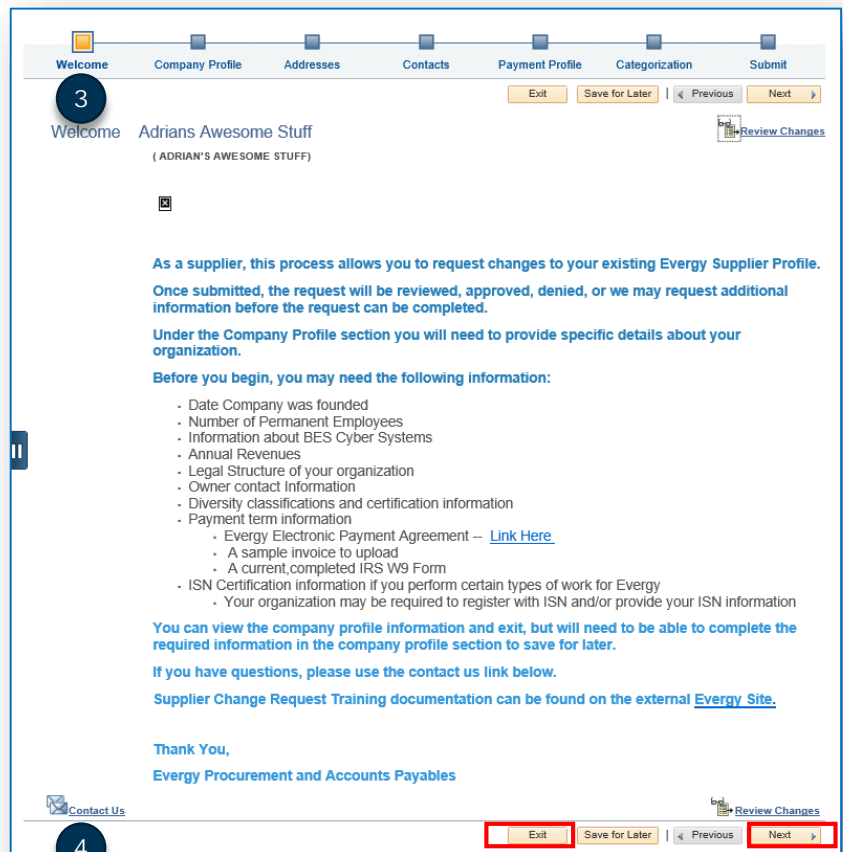 Welcome Company Profile Addresses Contacts Payment Profile Categorization Submit
3
Exit Save for Later | Previous Next
Welcome Adrians Awesome Stuff Review Changes
( ADRIAN'S AWESOME STUFF)
As a supplier, this process allows you to request changes to your existing Evergy Supplier Profile.
Once submitted, the request will be reviewed, approved, denied, or we may request additional
information before the request can be completed.
Under the Company Profile section you will need to provide specific details about your
organization.
Before you begin, you may need the following information:
- Date Company was founded
- Number of Permanent Employees
- Information about BES Cyber Systems
- Annual Revenues
- Legal Structure of your organization
- Owner contact Information
- Diversity classifications and certification information
- Payment term information
- Evergy Electronic Payment Agreement -- Link Here
- A sample invoice to upload
- A current,completed IRS W9 Form
- ISN Certification information if you perform certain types of work for Evergy
- Your organization may be required to register with ISN and/or provide your ISN information
You can view the company profile information and exit, but will need to be able to complete the
required information in the company profile section to save for later.
If you have questions, please use the contact us link below.
Supplier Change Request Training documentation can be found on the external Evergy Site.
Thank You,
Evergy Procurement and Accounts Payables
Contact Us Review Changes
4
Exit Save for Later | Previous Next